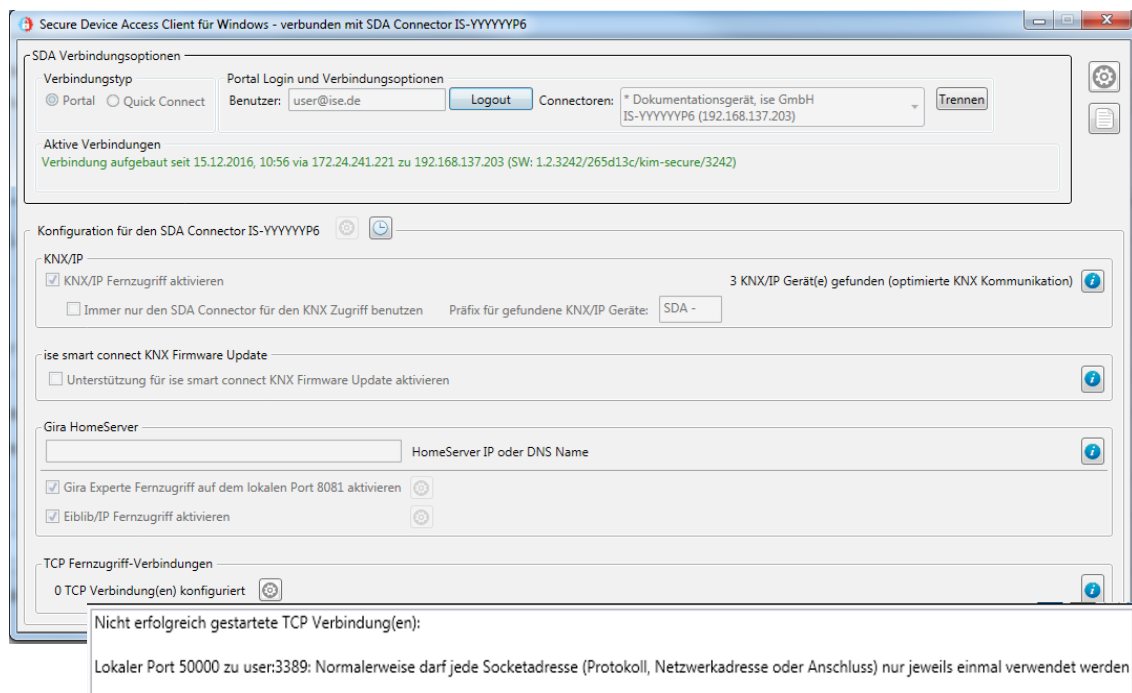 Secure Device Access Client für Windows - verbunden mit SDA Connector IS-YYYYYYP6
SDA Verbindungsoptionen
Verbindungstyp
Portal
Quick Connect
Portal Login und Verbindungsoptionen
Benutzer:
user@ise.de
Logout
Connectoren:
* Dokumentationsgerät, ise GmbH
IS-YYYYYYP6 (192.168.137.203)
Trennen
Aktive Verbindungen
Verbindung aufgebaut seit 15.12.2016, 10:56 via 172.24.241.221 zu 192.168.137.203 (SW: 1.2.3242/265d13c/kim-secure/3242)
Konfiguration für den SDA Connector IS-YYYYYYP6
KNX/IP
KNX/IP Fernzugriff aktivieren
3 KNX/IP Gerät(e) gefunden (optimierte KNX Kommunikation)
Immer nur den SDA Connector für den KNX Zugriff benutzen
Präfix für gefundene KNX/IP Geräte:
SDA -
ise smart connect KNX Firmware Update
Unterstützung für ise smart connect KNX Firmware Update aktivieren
Gira HomeServer
HomeServer IP oder DNS Name
Gira Experte Fernzugriff auf dem lokalen Port 8081 aktivieren
Eiblib/IP Fernzugriff aktivieren
TCP Fernzugriff-Verbindungen
0 TCP Verbindung(en) konfiguriert
Nicht erfolgreich gestartete TCP Verbindung(en):
Lokaler Port 50000 zu user:3389: Normalerweise darf jede Socketadresse (Protokoll, Netzwerkadresse oder Anschluss) nur jeweils einmal verwendet werden